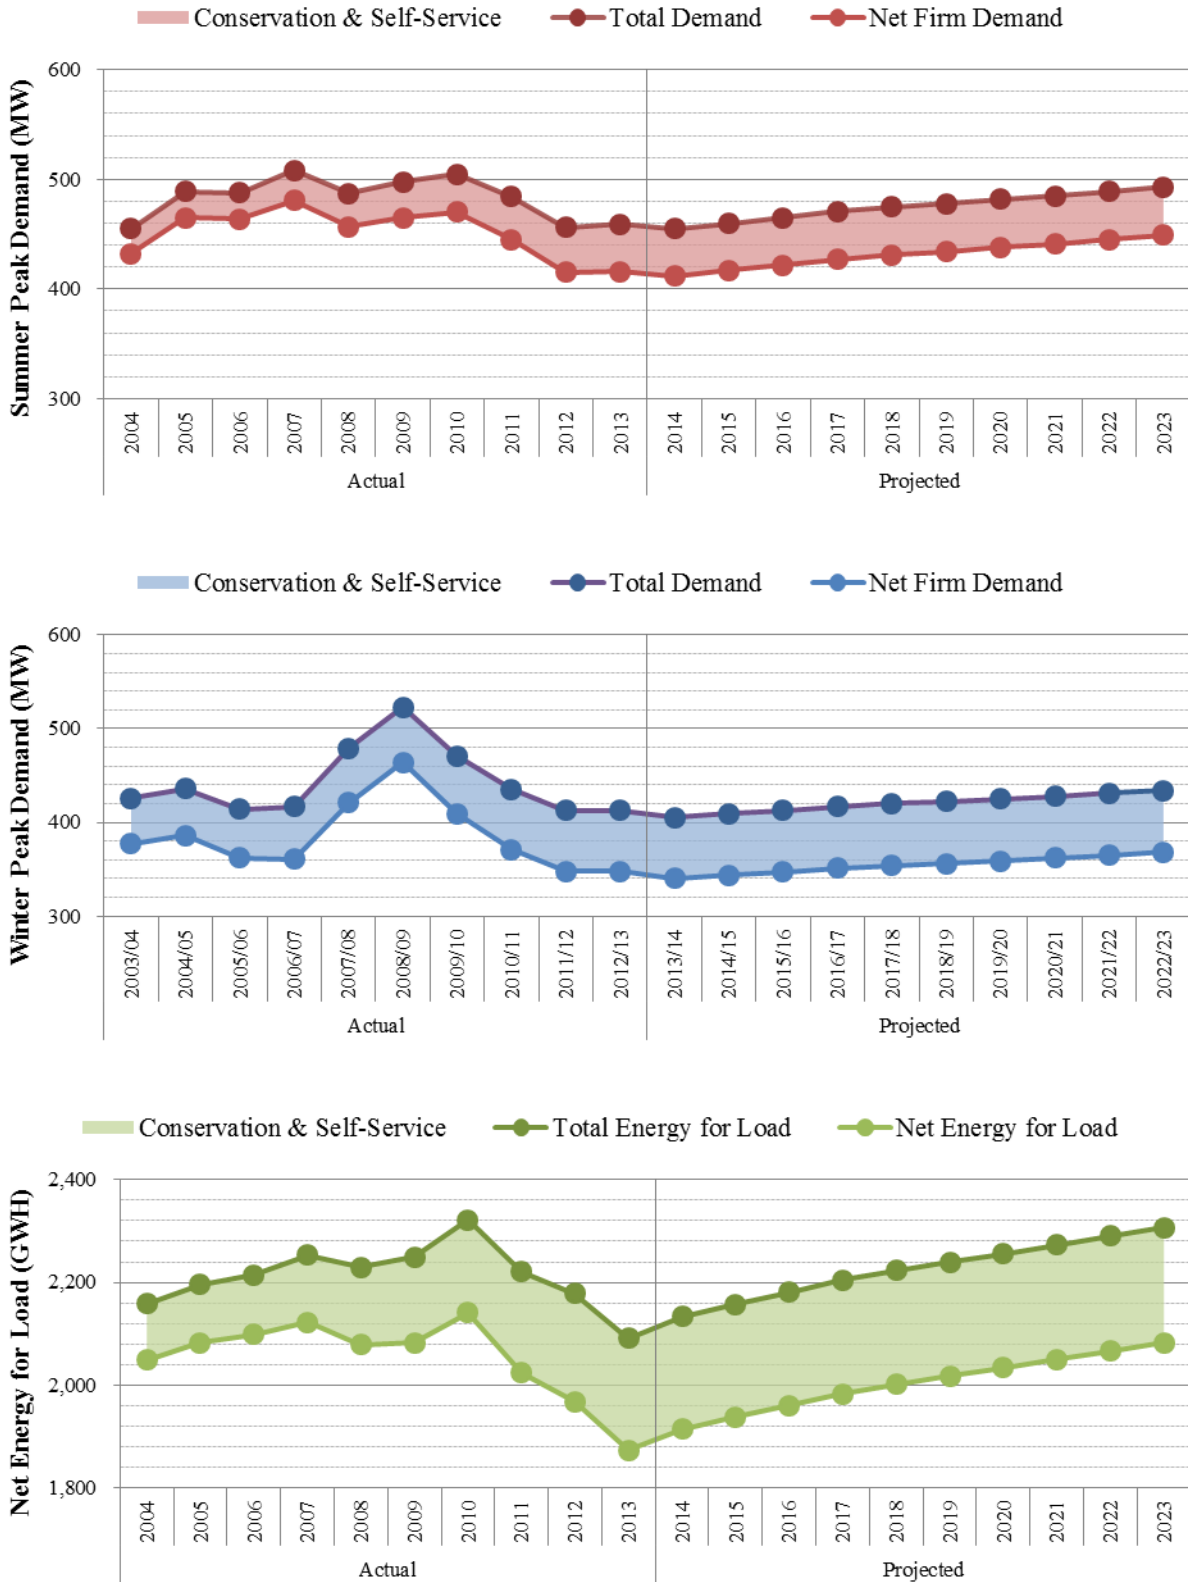 Conservation & Self-Service Total Demand Net Firm Demand
Summer Peak Demand (MW)
600
500
400
300
2004 2005 2006 2007 2008 2009 2010 2011 2012 2013 2014 2015 2016 2017 2018 2019 2020 2021 2022 2023
Actual Projected
Conservation & Self-Service Total Demand Net Firm Demand
Winter Peak Demand (MW)
600
500
400
300
2003/04 2004/05 2005/06 2006/07 2007/08 2008/09 2009/10 2010/11 2011/12 2012/13 2013/14 2014/15 2015/16 2016/17 2017/18 2018/19 2019/20 2020/21 2021/22 2022/23
Actual Projected
Conservation & Self-Service Total Energy for Load Net Energy for Load
Net Energy for Load (GWH)
2,400
2,200
2,000
1,800
2004 2005 2006 2007 2008 2009 2010 2011 2012 2013 2014 2015 2016 2017 2018 2019 2020 2021 2022 2023
Actual Projected